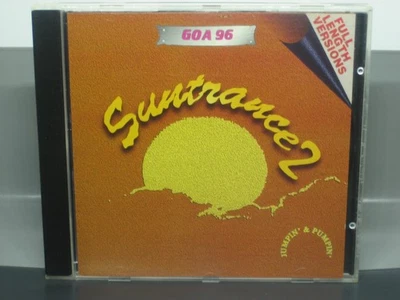 GOA 96
FULL
LENGTH
VERSIONS
Suntrance 2
JUMPIN' & PUMPIN'